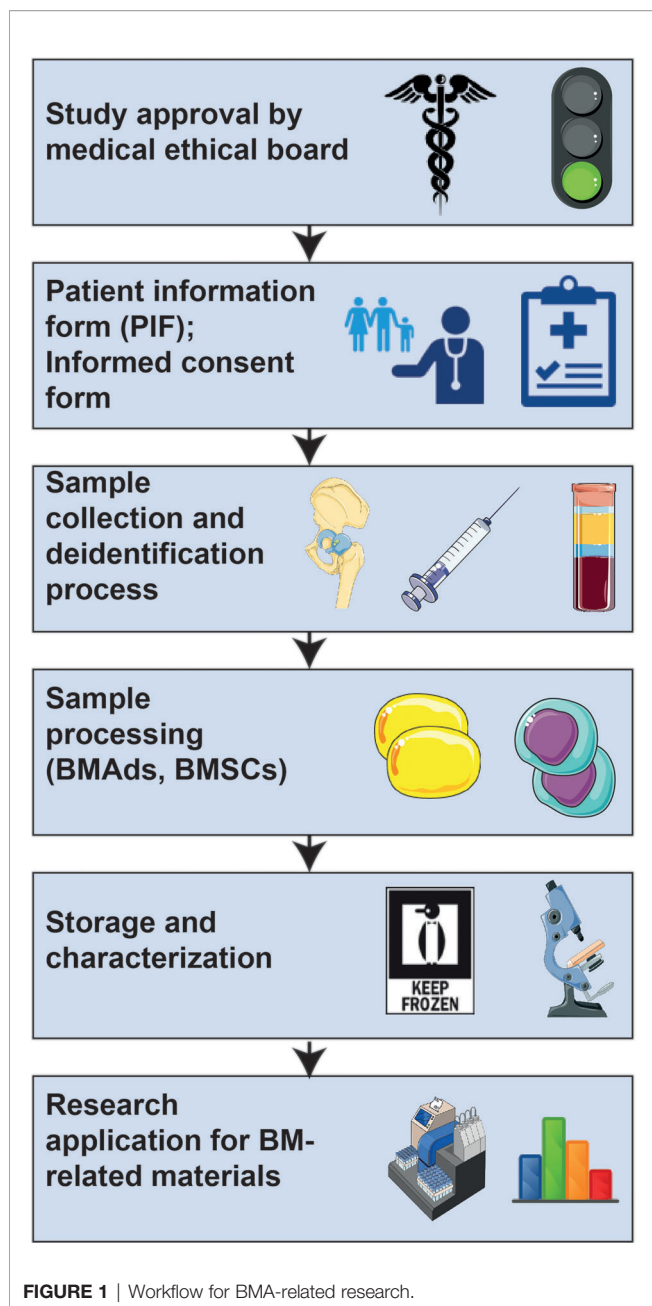 Study approval by
medical ethical board
Patient information
form (PIF);
Informed consent
form
Sample
collection and
deidentification
process
Sample
processing
(BMAds, BMSCs)
Storage and
characterization
KEEP
FROZEN
Research
application for BM-
related materials
FIGURE 1 | Workflow for BMA-related research.